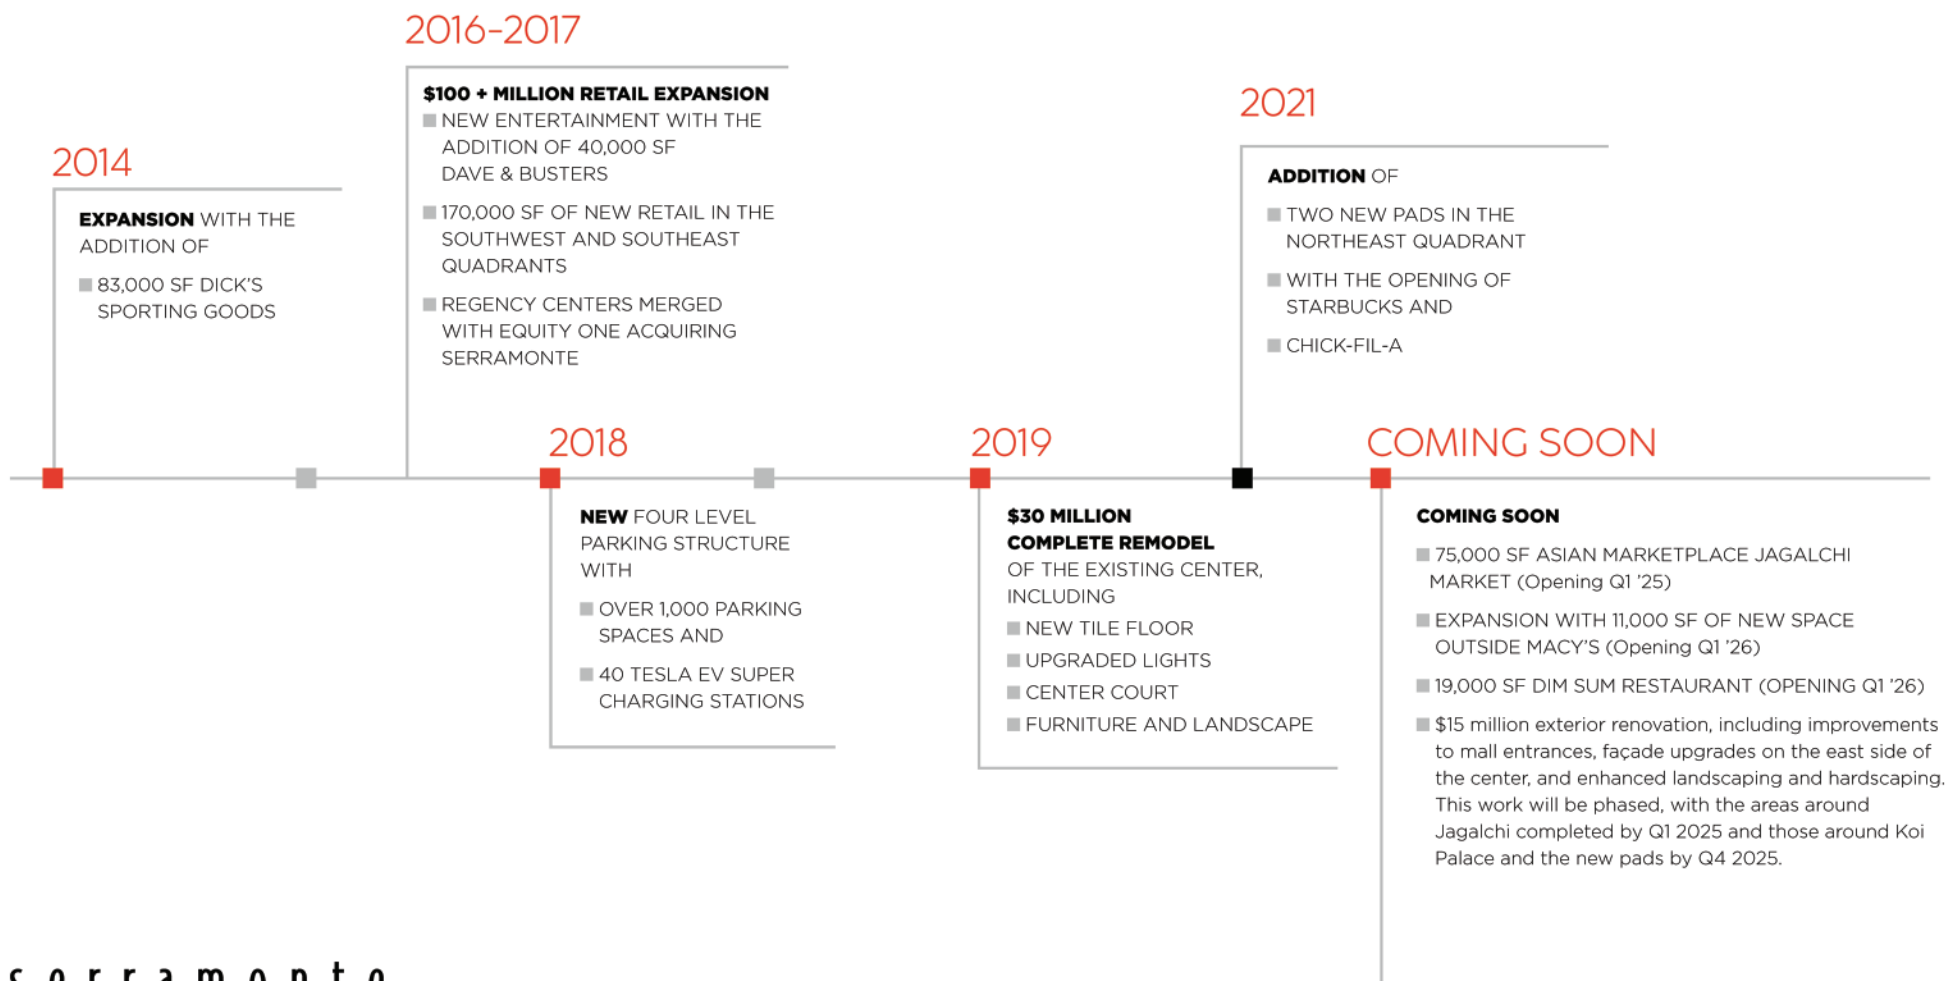 2014
EXPANSION WITH THE
ADDITION OF
83,000 SF DICK'S
SPORTING GOODS
2016-2017
$100 + MILLION RETAIL EXPANSION
NEW ENTERTAINMENT WITH THE
ADDITION OF 40,000 SF
DAVE & BUSTERS
170,000 SF OF NEW RETAIL IN THE
SOUTHWEST AND SOUTHEAST
QUADRANTS
REGENCY CENTERS MERGED
WITH EQUITY ONE ACQUIRING
SERRAMONTE
2018
NEW FOUR LEVEL
PARKING STRUCTURE
WITH
OVER 1,000 PARKING
SPACES AND
40 TESLA EV SUPER
CHARGING STATIONS
2019
$30 MILLION
COMPLETE REMODEL
OF THE EXISTING CENTER,
INCLUDING
NEW TILE FLOOR
UPGRADED LIGHTS
CENTER COURT
FURNITURE AND LANDSCAPE
2021
ADDITION OF
TWO NEW PADS IN THE
NORTHEAST QUADRANT
WITH THE OPENING OF
STARBUCKS AND
CHICK-FIL-A
COMING SOON
COMING SOON
75,000 SF ASIAN MARKETPLACE JAGALCHI
MARKET (Opening Q1 '25)
EXPANSION WITH 11,000 SF OF NEW SPACE
OUTSIDE MACY'S (Opening Q1 '26)
19,000 SF DIM SUM RESTAURANT (OPENING Q1 '26)
$15 million exterior renovation, including improvements
to mall entrances, façade upgrades on the east side of
the center, and enhanced landscaping and hardscaping.
This work will be phased, with the areas around
Jagalchi completed by Q1 2025 and those around Koi
Palace and the new pads by Q4 2025.
serramonte